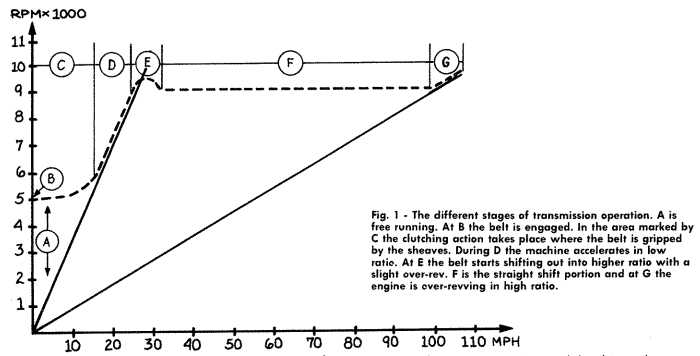 RPM×1000
11
10
9
8
7
6
5
4
3
2
1
C
D
E
F
G
B
A
10 20 30 40 50 60 70 80 90 100 110 MPH
Fig. 1 - The different stages of transmission operation. A is
free running. At B the belt is engaged. In the area marked by
C the clutching action takes place where the belt is gripped
by the sheaves. During D the machine accelerates in low
ratio. At E the belt starts shifting out into higher ratio with a
slight over-rev. F is the straight shift portion and at G the
engine is over-revving in high ratio.